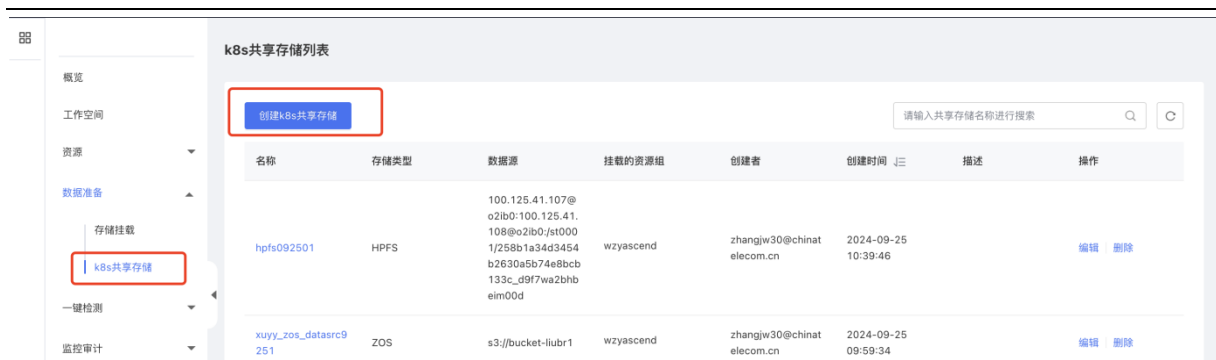 k8s共享存储列表
概览
工作空间
资源
数据准备
存储挂载
k8s共享存储
一键检测
监控审计
创建k8s共享存储
请输入共享存储名称进行搜索
名称 存储类型 数据源 挂载的资源组 创建者 创建时间 描述 操作
hpfs092501
HPFS
100.125.41.107@
o2ib0:100.125.41.
108@o2ib0:/st000
1/258b1a34d3454
b2630a5b74e8bcb
133c_d9f7wa2bhb
eim00d
wzyascend
zhangjw30@chinat
elecom.cn
2024-09-25
10:39:46
编辑 删除
xuyy_zos_datasrc9
251
ZOS
s3://bucket-liubr1
wzyascend
zhangjw30@chinat
elecom.cn
2024-09-25
09:59:34
编辑 删除